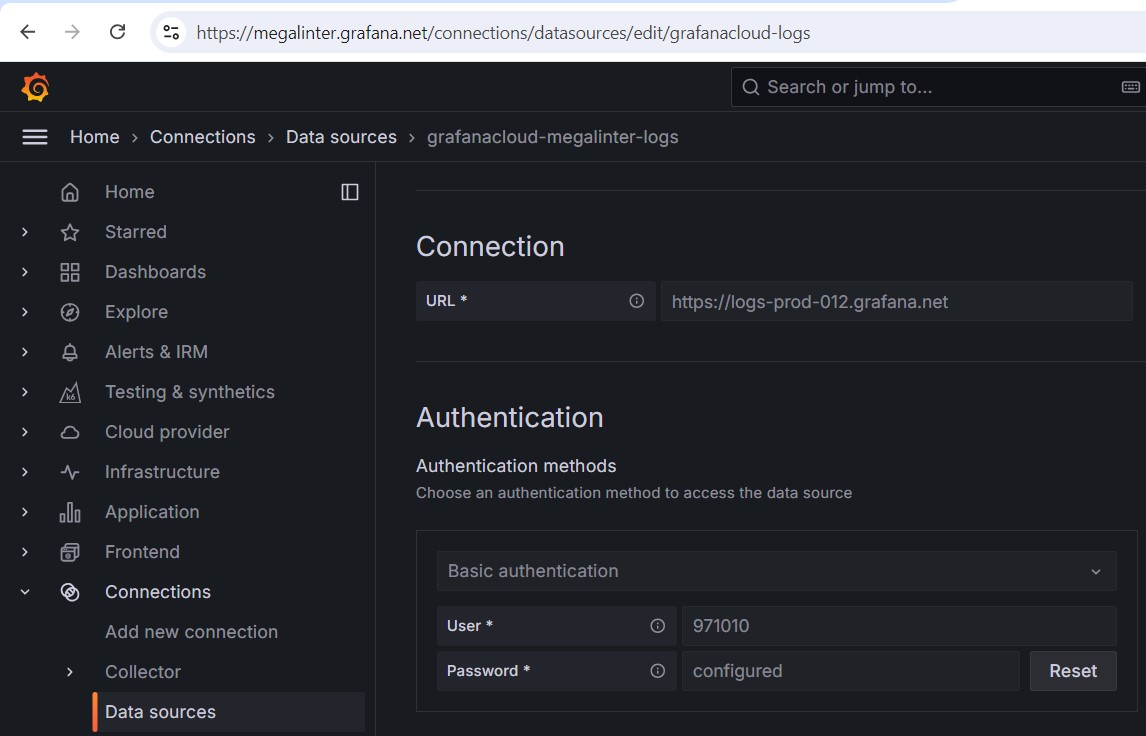 https://megalinter.grafana.net/connections/datasources/edit/grafanacloud-logs
Search or jump to...
Home › Connections › Data sources › grafanacloud-megalinter-logs
Home
Starred
Dashboards
Explore
Alerts & IRM
Testing & synthetics
Cloud provider
Infrastructure
Application
Frontend
Connections
Add new connection
Collector
Data sources
Connection
URL *
https://logs-prod-012.grafana.net
Authentication
Authentication methods
Choose an authentication method to access the data source
Basic authentication
User *
971010
Password *
configured
Reset